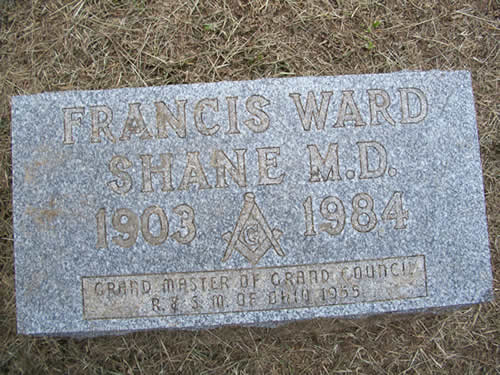 FRANCIS WARD
SHANE M.D.
1903 G 1984
GRAND MASTER OF GRAND COUNCIL
R. & S. M. OF OHIO 1955